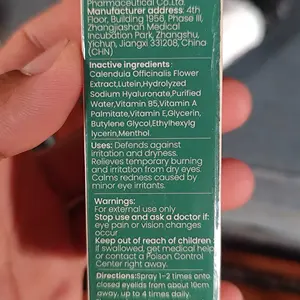 Pharmaceutical Co.,Ltd.
Manufacturer address: 4th
Floor, Building 1956, Phase III,
Zhangjiashan Medical
Incubation Park, Zhangshu,
Yichun, Jiangxi 331208, China
(CHN)
Inactive ingredients:
Calendula Officinalis Flower
Extract,Lutein,Hydrolyzed
Sodium Hyaluronate,Purified
Water,Vitamin B5,Vitamin A
Palmitate,Vitamin E,Glycerin,
Butylene Glycol,Ethylhexylg
lycerin,Menthol.
Uses: Defends against
irritation and dryness.
Relieves temporary burning
and irritation from dry eyes.
Calms redness caused by
minor eye irritants.
Warnings:
For external use only
Stop use and ask a doctor if:
eye pain or vision changes
occur
Keep out of reach of children:
If swallowed, get medical help
or contact a Poison Control
Center right away.
Directions:Spray 1-2 times onto
closed eyelids from about 10cm
away, up to 4 times daily.